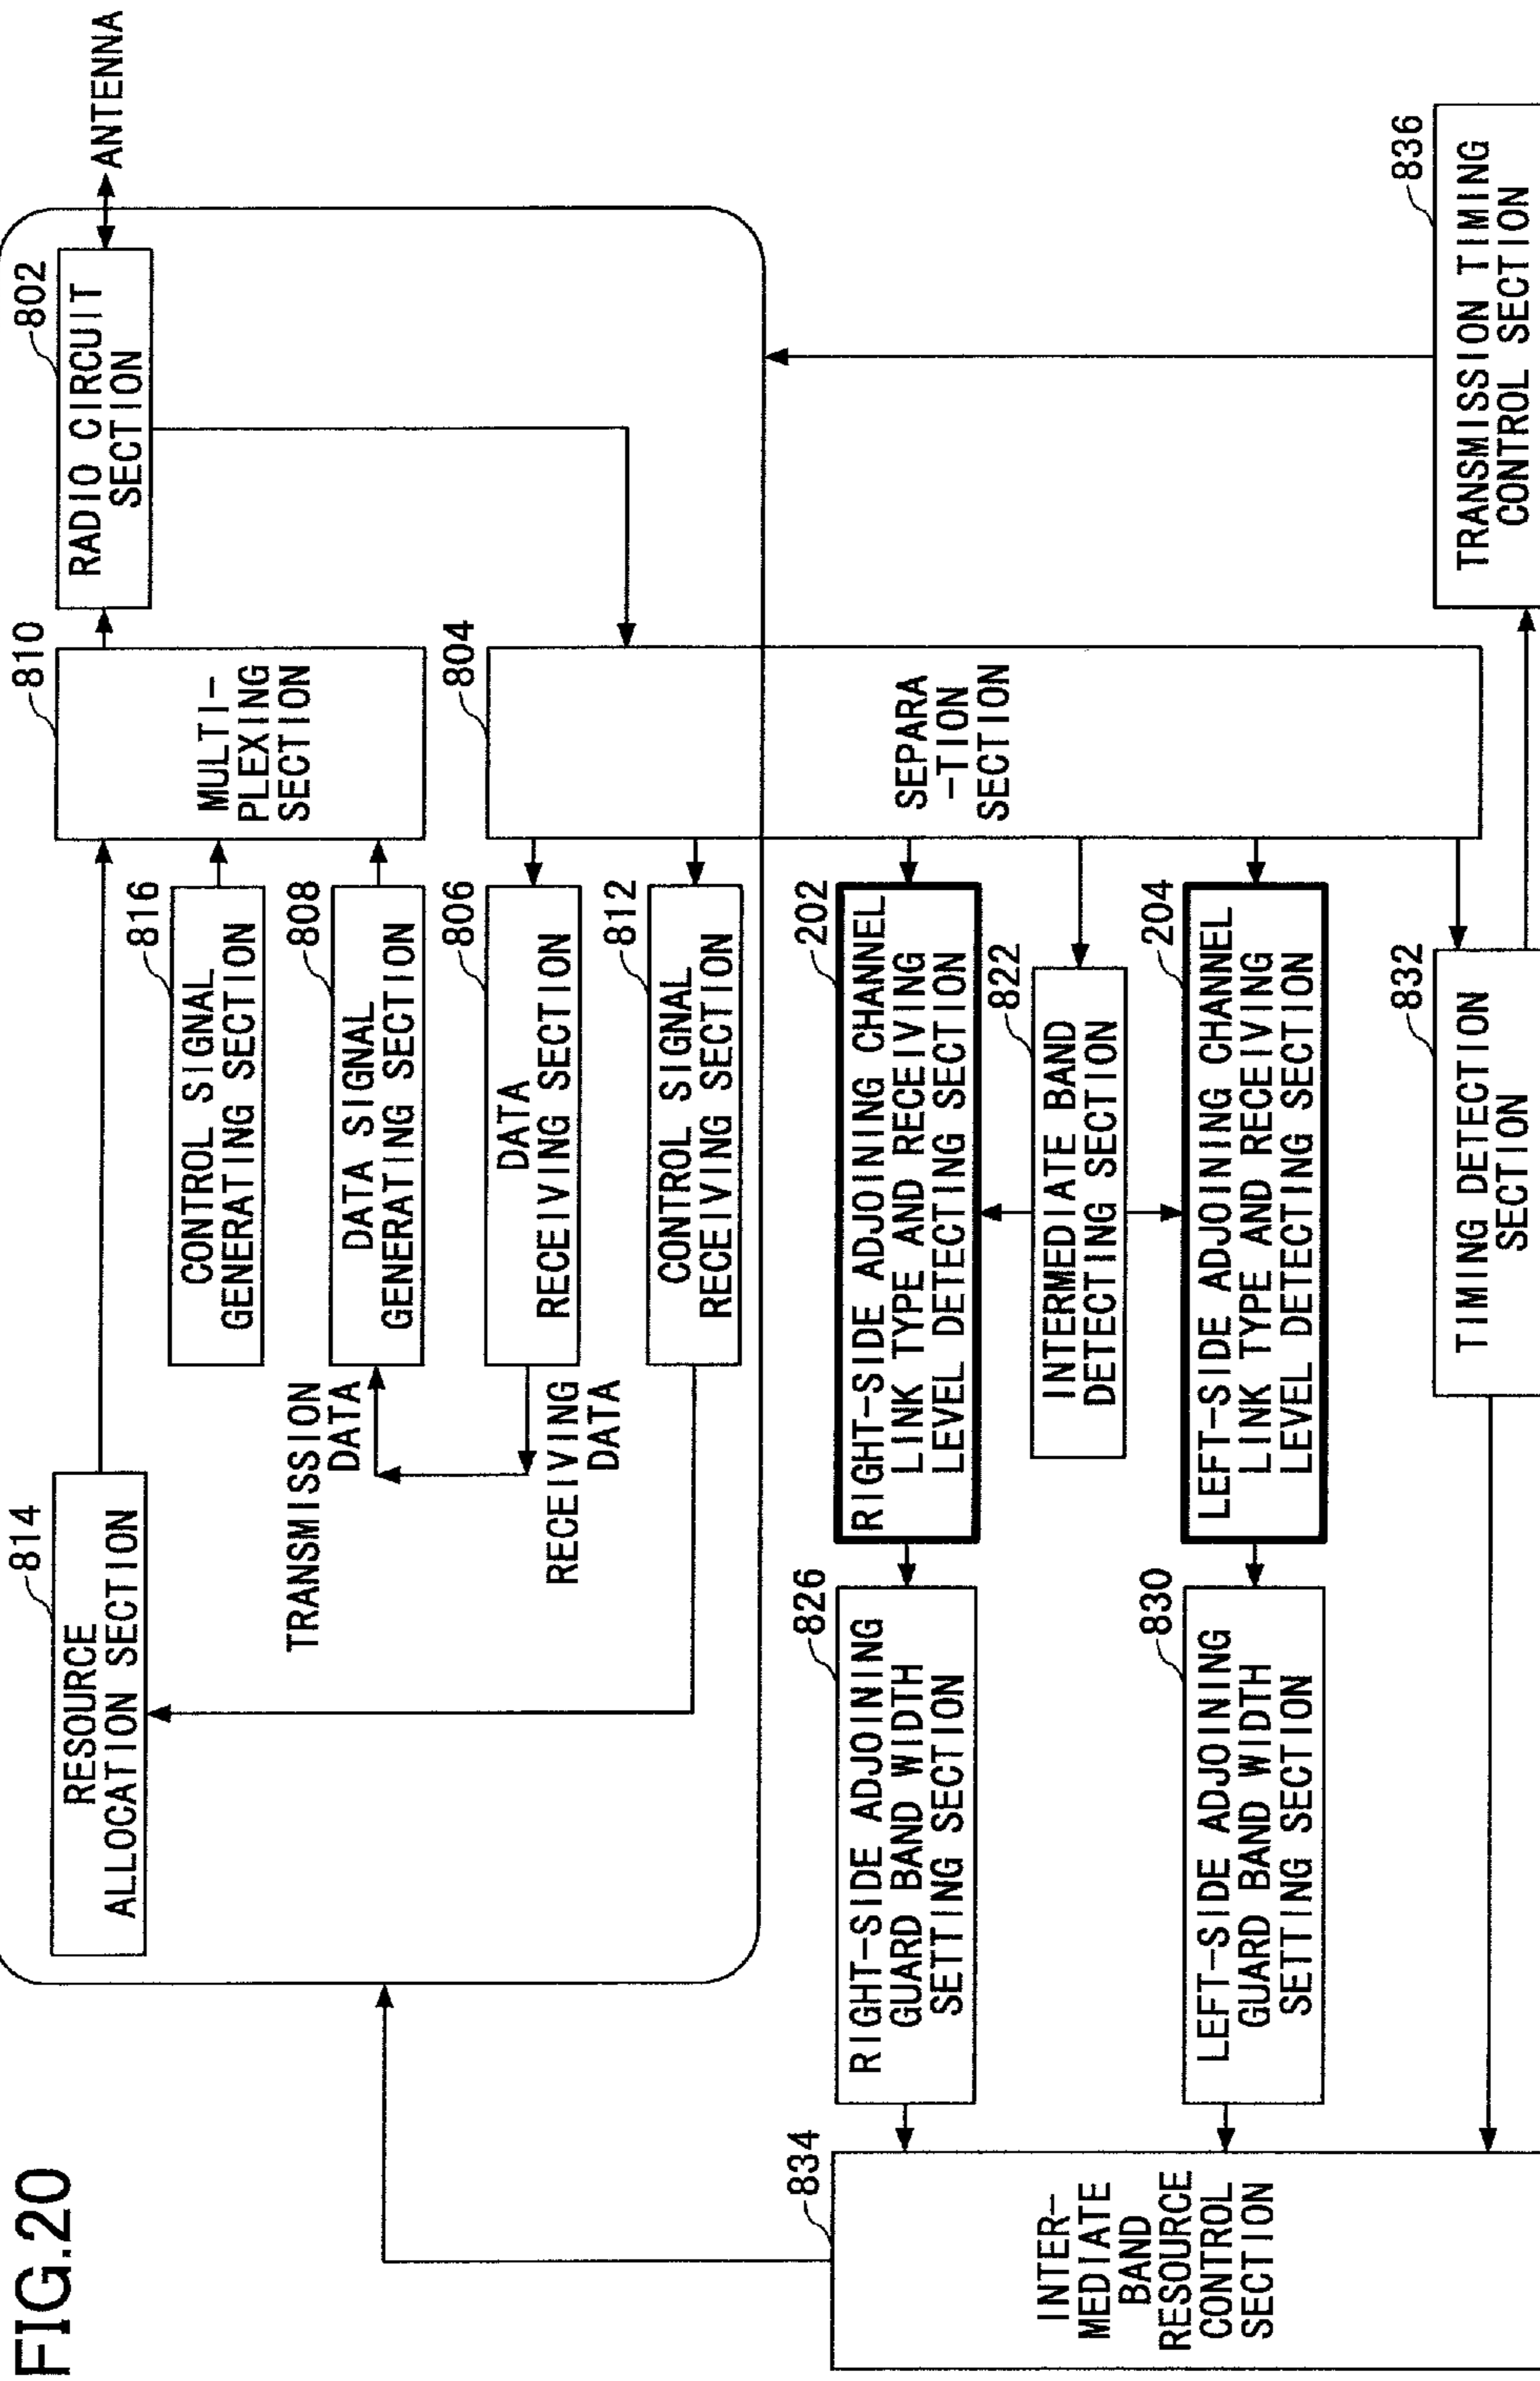 FIG.20
814
RESOURCE
ALLOCATION SECTION
816
CONTROL SIGNAL
GENERATING SECTION
810
MULTI-
PLEXING
SECTION
802
RADIO CIRCUIT
SECTION
ANTENNA
TRANSMISSION
DATA
808
DATA SIGNAL
GENERATING SECTION
RECEIVING
DATA
806
DATA
RECEIVING SECTION
812
CONTROL SIGNAL
RECEIVING SECTION
804
SEPARA
-TION
SECTION
834
INTER-
MEDIATE
BAND
RESOURCE
CONTROL
SECTION
826
RIGHT-SIDE ADJOINING
GUARD BAND WIDTH
SETTING SECTION
202
RIGHT-SIDE ADJOINING CHANNEL
LINK TYPE AND RECEIVING
LEVEL DETECTING SECTION
822
INTERMEDIATE BAND
DETECTING SECTION
830
LEFT-SIDE ADJOINING
GUARD BAND WIDTH
SETTING SECTION
204
LEFT-SIDE ADJOINING CHANNEL
LINK TYPE AND RECEIVING
LEVEL DETECTING SECTION
832
TIMING DETECTION
SECTION
836
TRANSMISSION TIMING
CONTROL SECTION